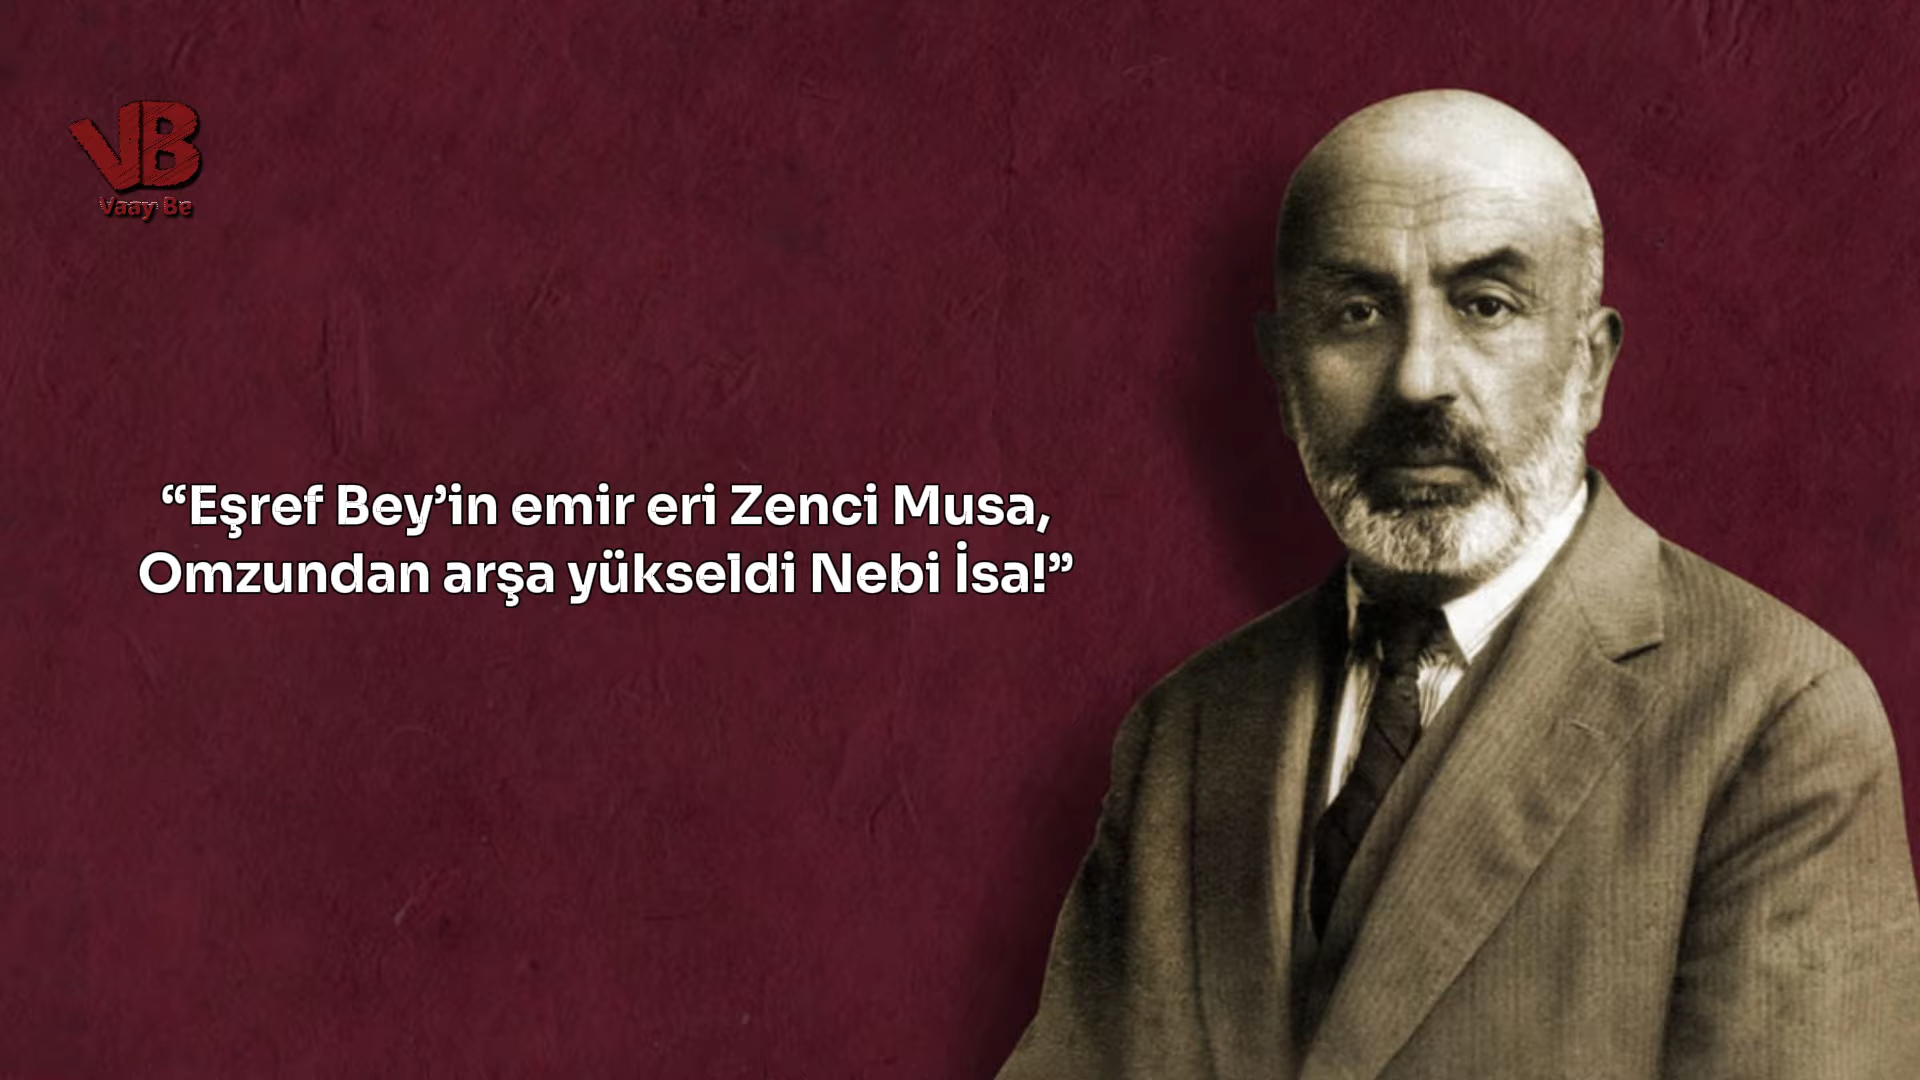 VB
Vaay Be
“Eşref Bey’in emir eri Zenci Musa,
Omzundan arşa yükseldi Nebi İsa!”